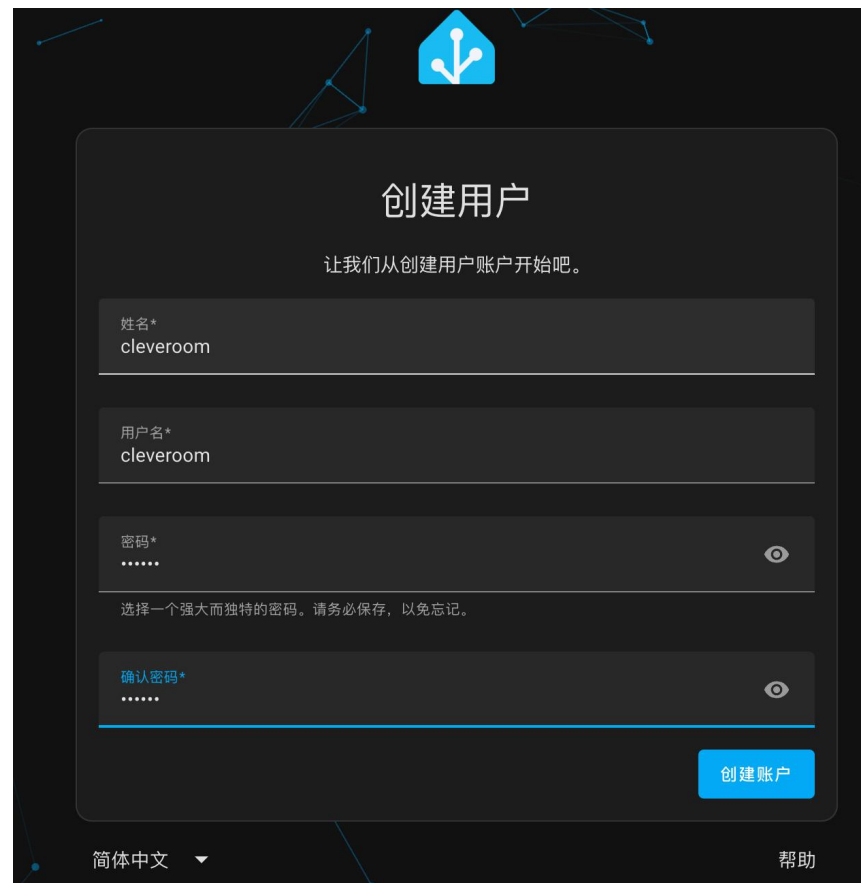 创建用户
让我们从创建用户账户开始吧。
姓名*
cleveroom
用户名*
cleveroom
密码*
••••••
选择一个强大而独特的密码。请务必保存，以免忘记。
确认密码*
••••••
创建账户
简体中文
帮助